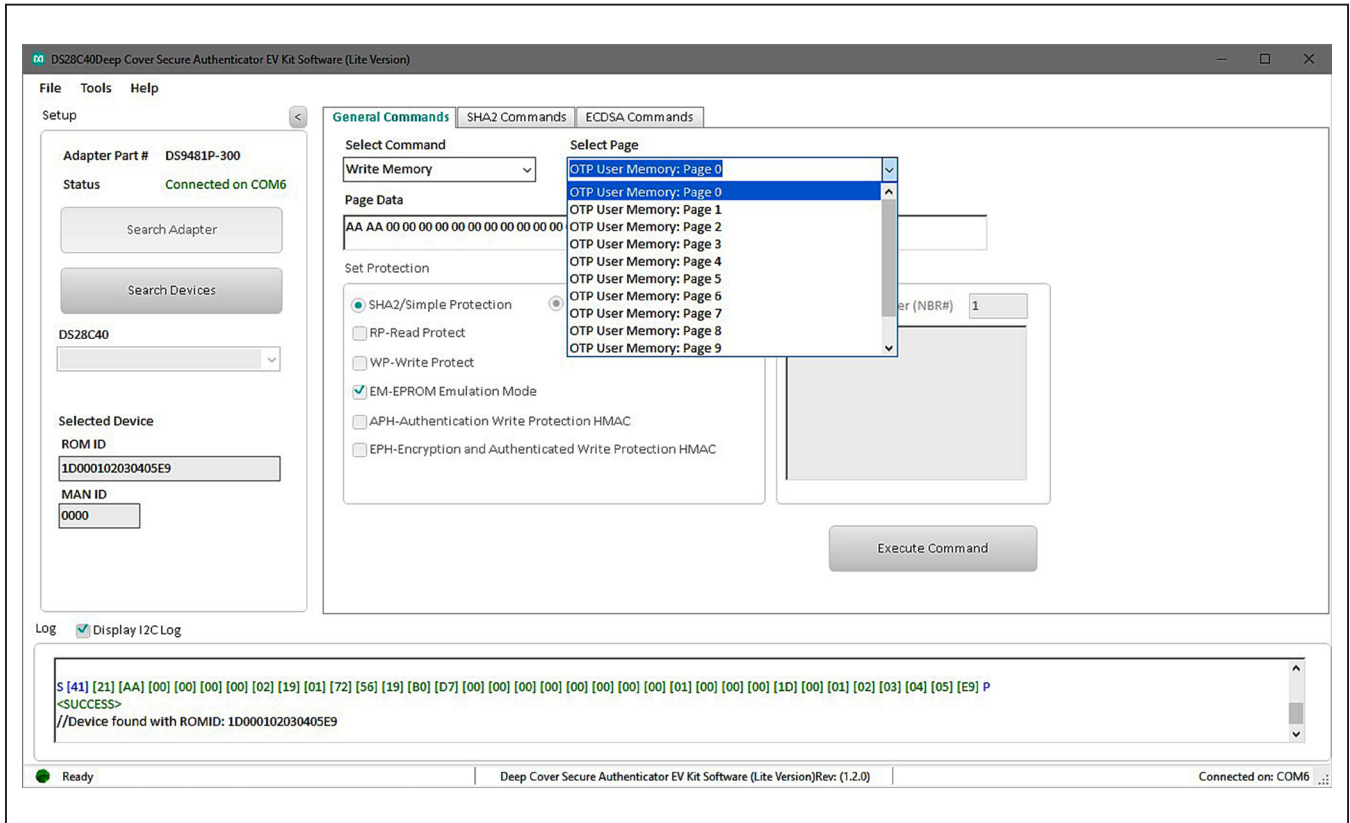 DS28C40Deep Cover Secure Authenticator EV Kit Software (Lite Version)
File Tools Help
Setup <
Adapter Part # DS9481P-300
Status Connected on COM6
Search Adapter
Search Devices
DS28C40
Selected Device
ROM ID
1D000102030405E9
MAN ID
0000
General Commands SHA2 Commands ECDSA Commands
Select Command Select Page
Write Memory OTP User Memory: Page 0
OTP User Memory: Page 0
OTP User Memory: Page 1
OTP User Memory: Page 2
OTP User Memory: Page 3
OTP User Memory: Page 4
OTP User Memory: Page 5
OTP User Memory: Page 6
OTP User Memory: Page 7
OTP User Memory: Page 8
OTP User Memory: Page 9
Page Data
AA AA 00 00 00 00 00 00 00 00 00 00 00
Set Protection
SHA2/Simple Protection
(NBR#) 1
RP-Read Protect
WP-Write Protect
EM-EPROM Emulation Mode
APH-Authentication Write Protection HMAC
EPH-Encryption and Authenticated Write Protection HMAC
Execute Command
Log Display I2C Log
S [41] [21] [AA] [00] [00] [00] [00] [02] [19] [01] [72] [56] [19] [B0] [D7] [00] [00] [00] [00] [00] [00] [00] [00] [01] [00] [00] [00] [1D] [00] [01] [02] [03] [04] [05] [E9] P
<SUCCESS>
//Device found with ROMID: 1D000102030405E9
Ready Deep Cover Secure Authenticator EV Kit Software (Lite Version)Rev: (1.2.0) Connected on: COM6